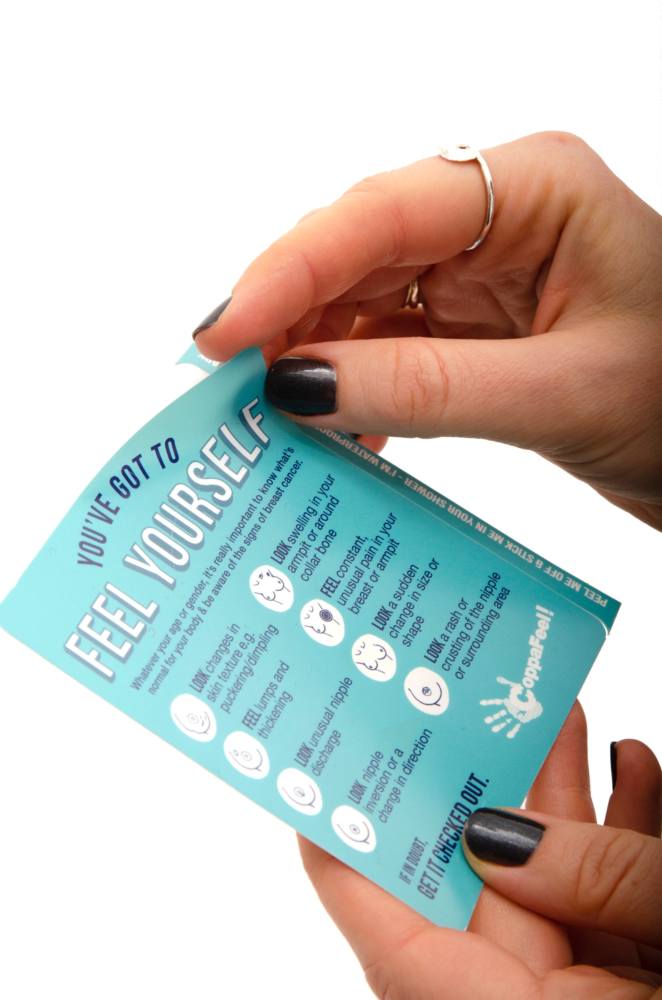 YOU'VE GOT TO
FEEL YOURSELF
Whatever your age or gender, it's really important to know what's
normal for your body & be aware of the signs of breast cancer.
LOOK changes in
skin texture e.g.
puckering/dimpling
FEEL lumps and
thickening
LOOK unusual nipple
discharge
LOOK nipple
inversion or a
change in direction
LOOK swelling in your
armpit or around
collar bone
FEEL constant,
unusual pain in your
breast or armpit
LOOK a sudden
change in size or
shape
LOOK a rash or
crusting of the nipple
or surrounding area
IF IN DOUBT,
GET IT CHECKED OUT.
CoppaFeel!
PEEL ME OFF & STICK ME IN YOUR SHOWER - I'M WATERPROOF